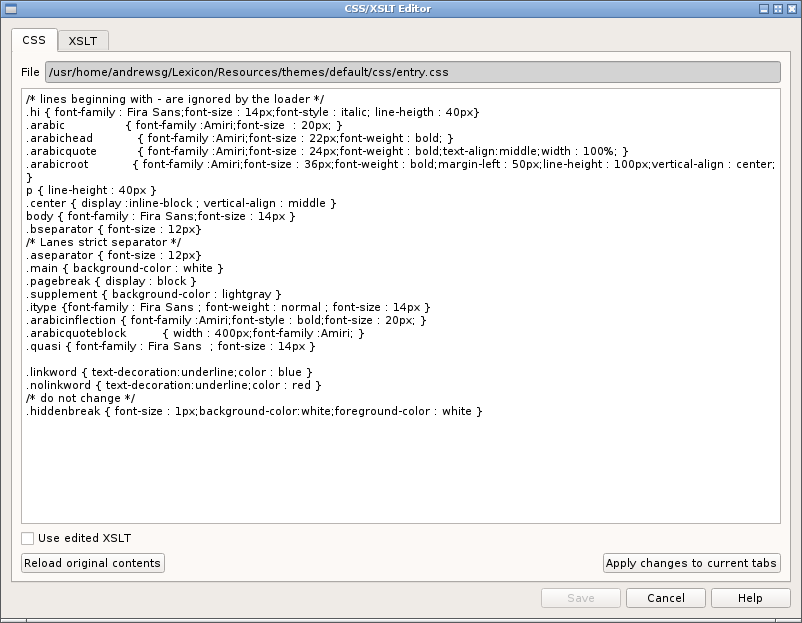 CSS/XSLT Editor
CSS XSLT
File /usr/home/andrewsg/Lexicon/Resources/themes/default/css/entry.css
/* lines beginning with - are ignored by the loader */
.hi { font-family : Fira Sans;font-size : 14px;font-style : italic; line-heigth : 40px}
.arabic { font-family :Amiri;font-size : 20px; }
.arabichead { font-family :Amiri;font-size : 22px;font-weight : bold; }
.arabicquote { font-family :Amiri;font-size : 24px;font-weight : bold;text-align:middle;width : 100%; }
.arabicroot { font-family :Amiri;font-size : 36px;font-weight : bold;margin-left : 50px;line-height : 100px;vertical-align : center;
}
p { line-height : 40px }
.center { display :inline-block ; vertical-align : middle }
body { font-family : Fira Sans;font-size : 14px }
.bseparator { font-size : 12px}
/* Lanes strict separator */
.aseparator { font-size : 12px}
.main { background-color : white }
.pagebreak { display : block }
.supplement { background-color : lightgray }
.itype {font-family : Fira Sans ; font-weight : normal ; font-size : 14px }
.arabicinflection { font-family :Amiri;font-style : bold;font-size : 20px; }
.arabicquoteblock { width : 400px;font-family :Amiri; }
.quasi { font-family : Fira Sans ; font-size : 14px }
.linkword { text-decoration:underline;color : blue }
.nolinkword { text-decoration:underline;color : red }
/* do not change */
.hiddenbreak { font-size : 1px;background-color:white;foreground-color : white }
Use edited XSLT
Reload original contents Apply changes to current tabs
Save Cancel Help